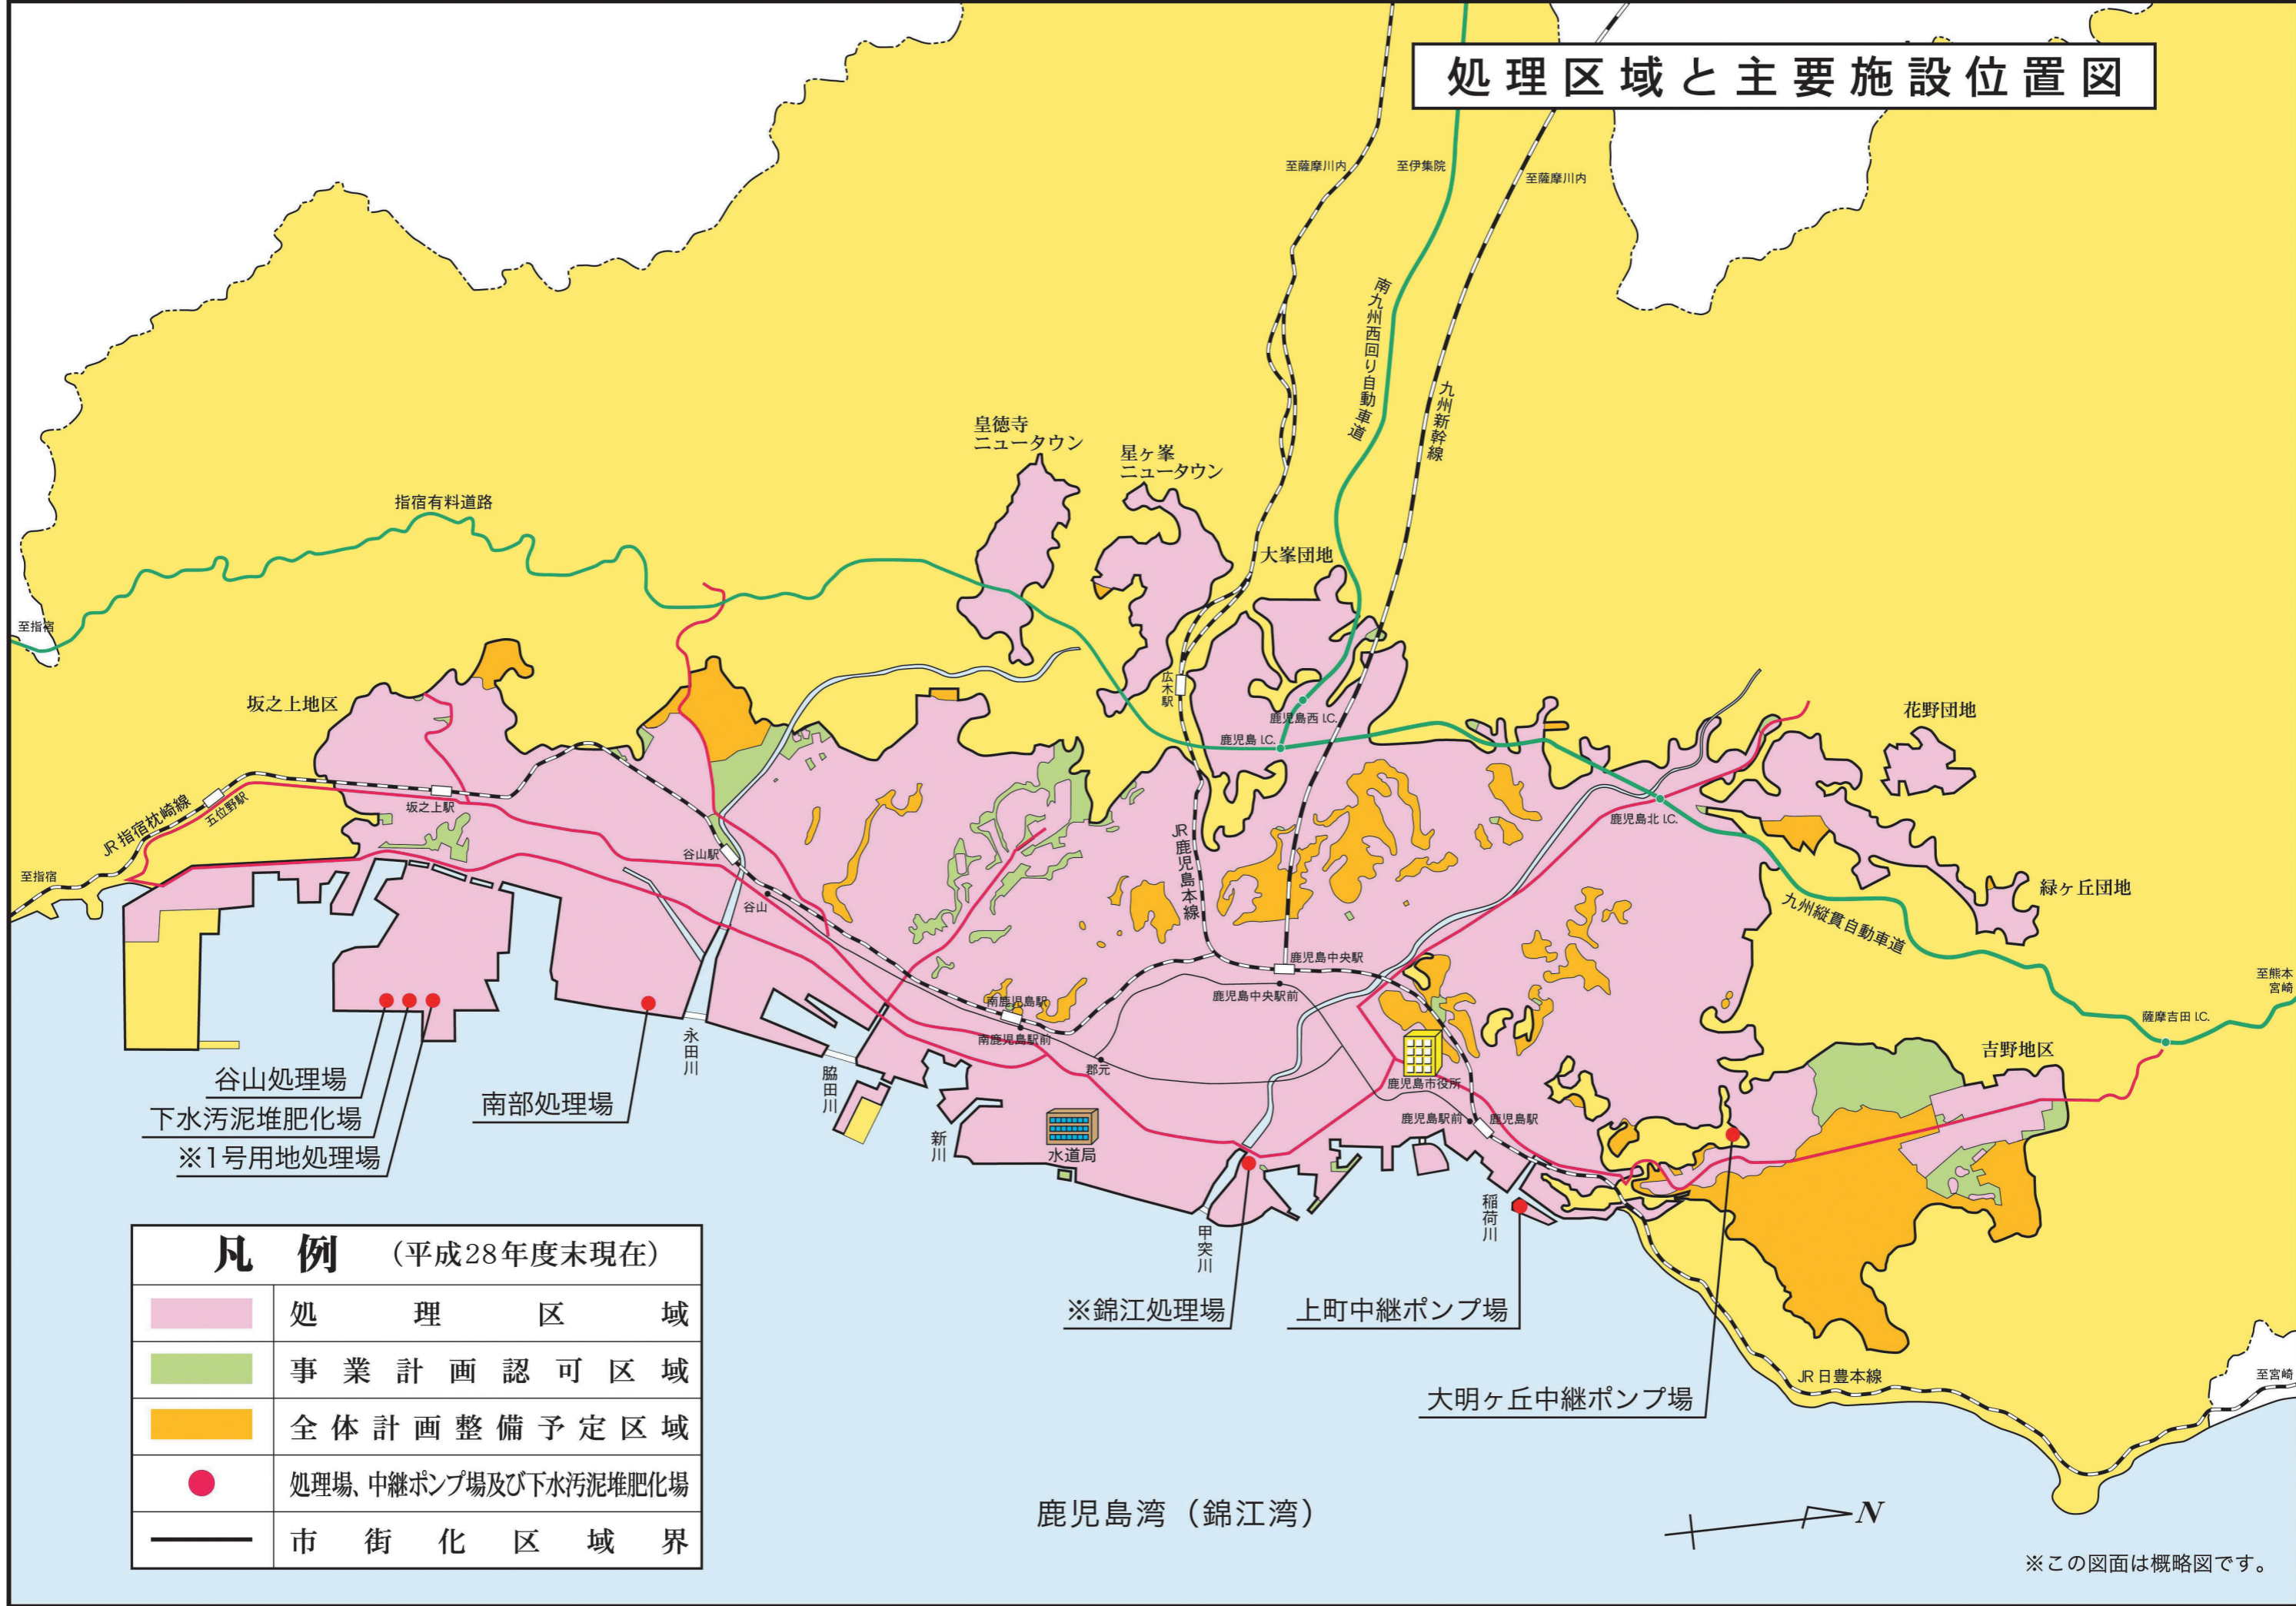 処理区域と主要施設位置図
至薩摩川内
至伊集院
至薩摩川内
南九州西回り自動車道
九州新幹線
皇徳寺
ニュータウン
星ヶ峯
ニュータウン
大峯団地
指宿有料道路
至指宿
坂之上地区
広木駅
鹿児島西I.C.
鹿児島I.C.
花野団地
JR指宿枕崎線
五位野駅
坂之上駅
至指宿
谷山駅
谷山
JR鹿児島本線
鹿児島北I.C.
緑ヶ丘団地
九州縦貫自動車道
至熊本
宮崎
薩摩吉田I.C.
吉野地区
鹿児島中央駅
鹿児島中央駅前
南鹿児島駅
南鹿児島駅前
郡元
鹿児島市役所
鹿児島駅前
鹿児島駅
谷山処理場
下水汚泥堆肥化場
※1号用地処理場
南部処理場
永田川
脇田川
新川
水道局
甲突川
稲荷川
※錦江処理場
上町中継ポンプ場
大明ヶ丘中継ポンプ場
JR日豊本線
至宮崎
凡例 (平成28年度末現在)
処理区域
事業計画認可区域
全体計画整備予定区域
処理場、中継ポンプ場及び下水汚泥堆肥化場
市街化区域界
鹿児島湾（錦江湾）
N
※この図面は概略図です。